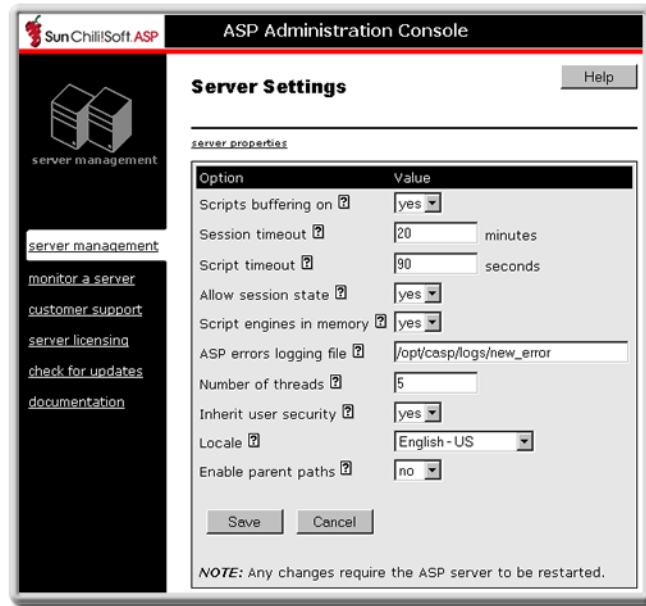 Sun Chili!Soft. ASP
ASP Administration Console
server management
Server Settings
Help
server properties
server management
monitor a server
customer support
server licensing
check for updates
documentation
Option Value
Scripts buffering on ? yes
Session timeout ? 20 minutes
Script timeout ? 90 seconds
Allow session state ? yes
Script engines in memory ? yes
ASP errors logging file ? /opt/casp/logs/new_error
Number of threads ? 5
Inherit user security ? yes
Locale ? English - US
Enable parent paths ? no
Save Cancel
NOTE: Any changes require the ASP server to be restarted.